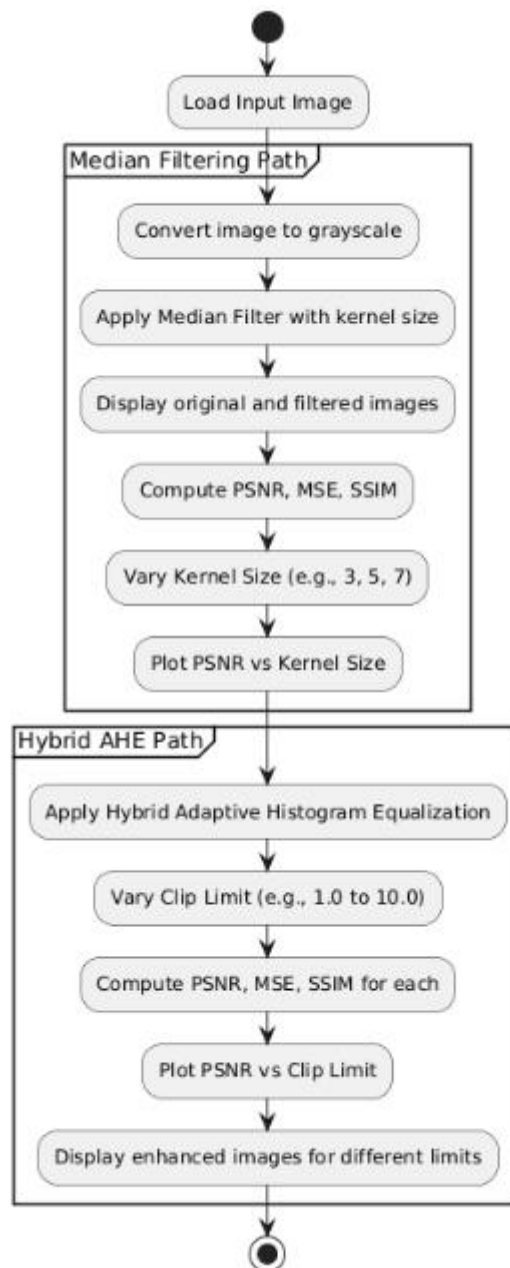 Load Input Image
Median Filtering Path
Convert image to grayscale
Apply Median Filter with kernel size
Display original and filtered images
Compute PSNR, MSE, SSIM
Vary Kernel Size (e.g., 3, 5, 7)
Plot PSNR vs Kernel Size
Hybrid AHE Path
Apply Hybrid Adaptive Histogram Equalization
Vary Clip Limit (e.g., 1.0 to 10.0)
Compute PSNR, MSE, SSIM for each
Plot PSNR vs Clip Limit
Display enhanced images for different limits